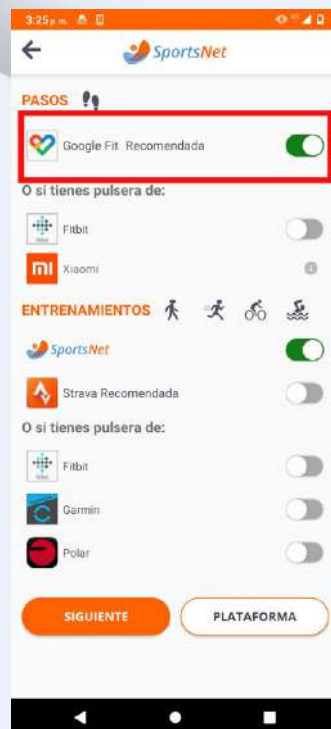 3:25 p. m.
SportsNet
PASOS
Google Fit Recomendada
O si tienes pulsera de:
Fitbit
mi Xiaomi
ENTRENAMIENTOS
SportsNet
Strava Recomendada
O si tienes pulsera de:
Fitbit
Garmin
Polar
SIGUIENTE PLATAFORMA